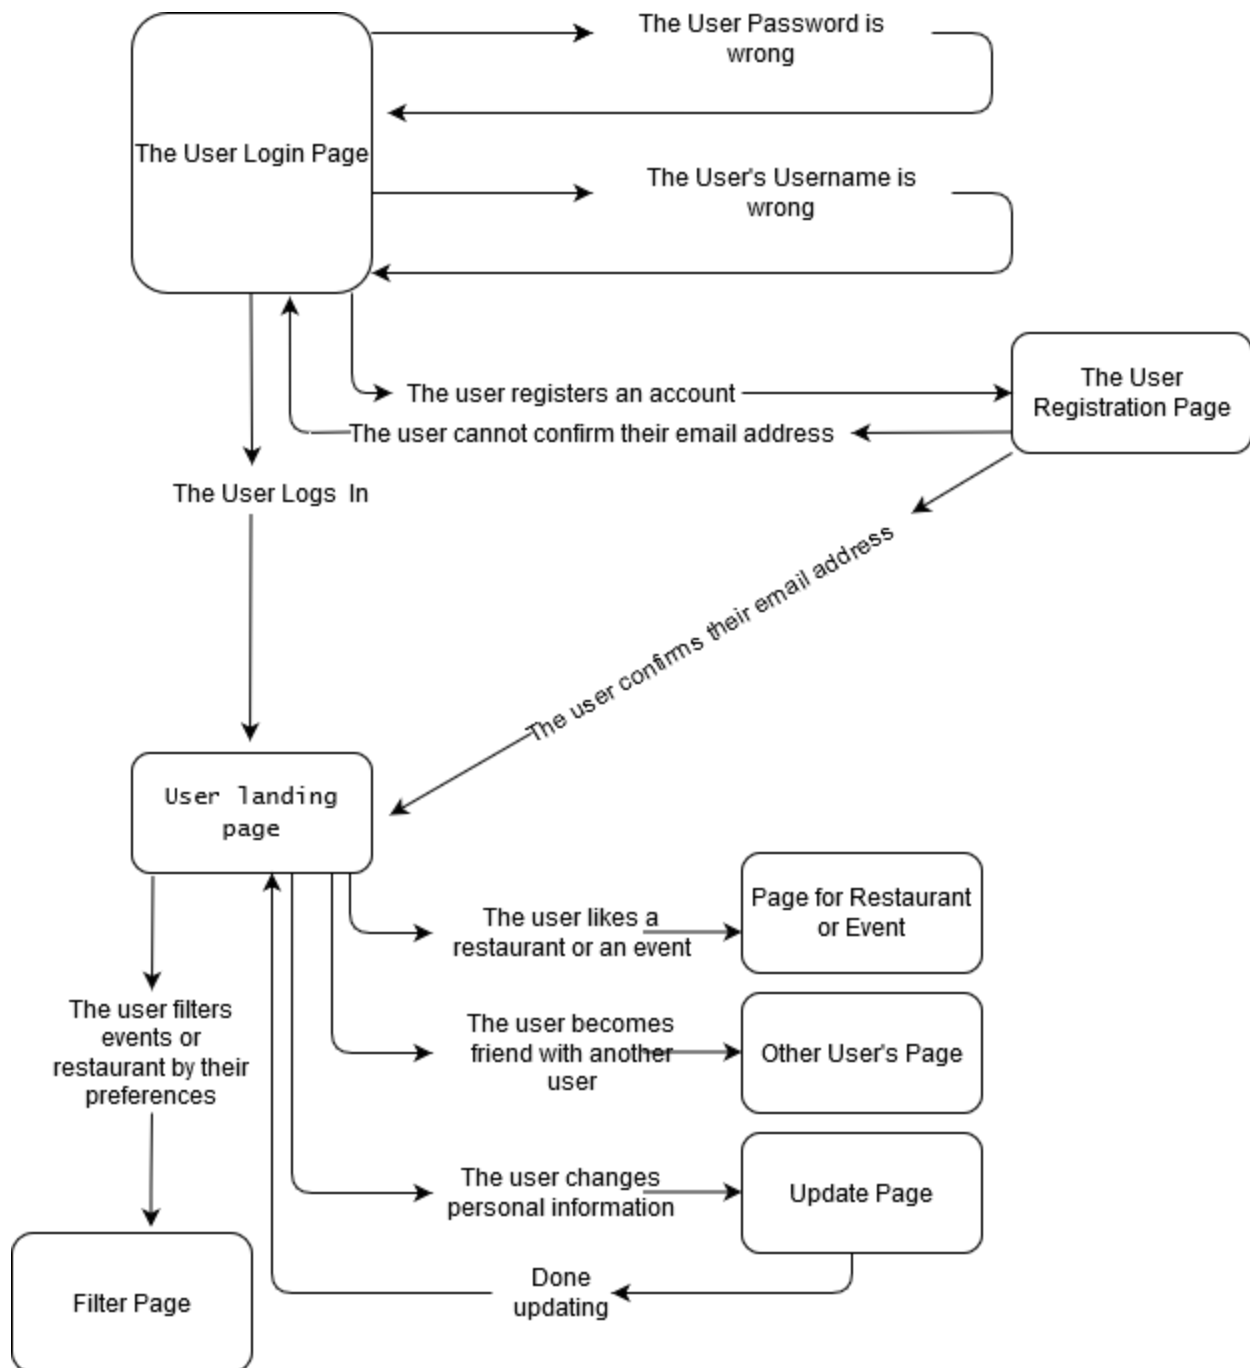 The User Password is
wrong
The User Login Page
The User's Username is
wrong
The User
Registration Page
The user registers an account
The user cannot confirm their email address
The User Logs In
The user confirms their email address
User landing
page
Page for Restaurant
or Event
The user likes a
restaurant or an event
The user filters
events or
restaurant by their
preferences
The user becomes
friend with another
user
Other User's Page
The user changes
personal information
Update Page
Done
updating
Filter Page